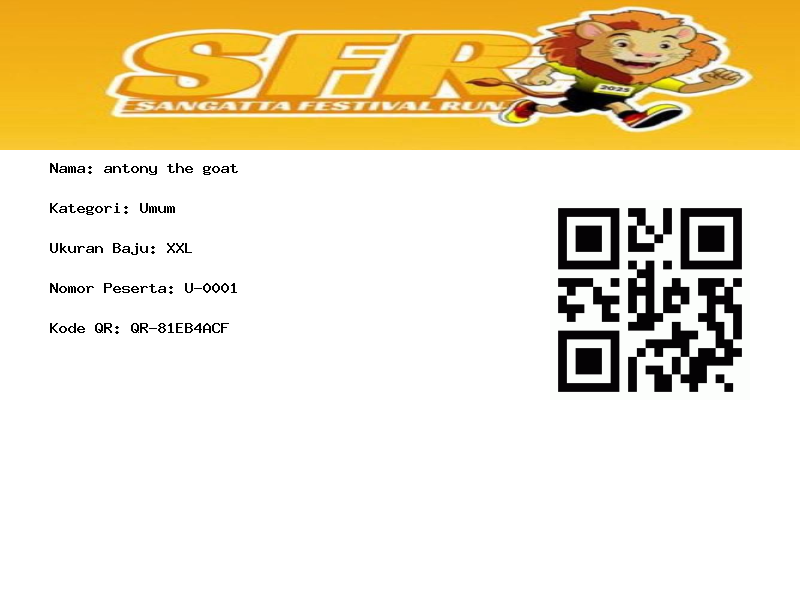 SFR
SANGATTA FESTIVAL RUN
2025
Nama: antony the goat
Kategori: Umum
Ukuran Baju: XXL
Nomor Peserta: U-0001
Kode QR: QR-81EB4ACF